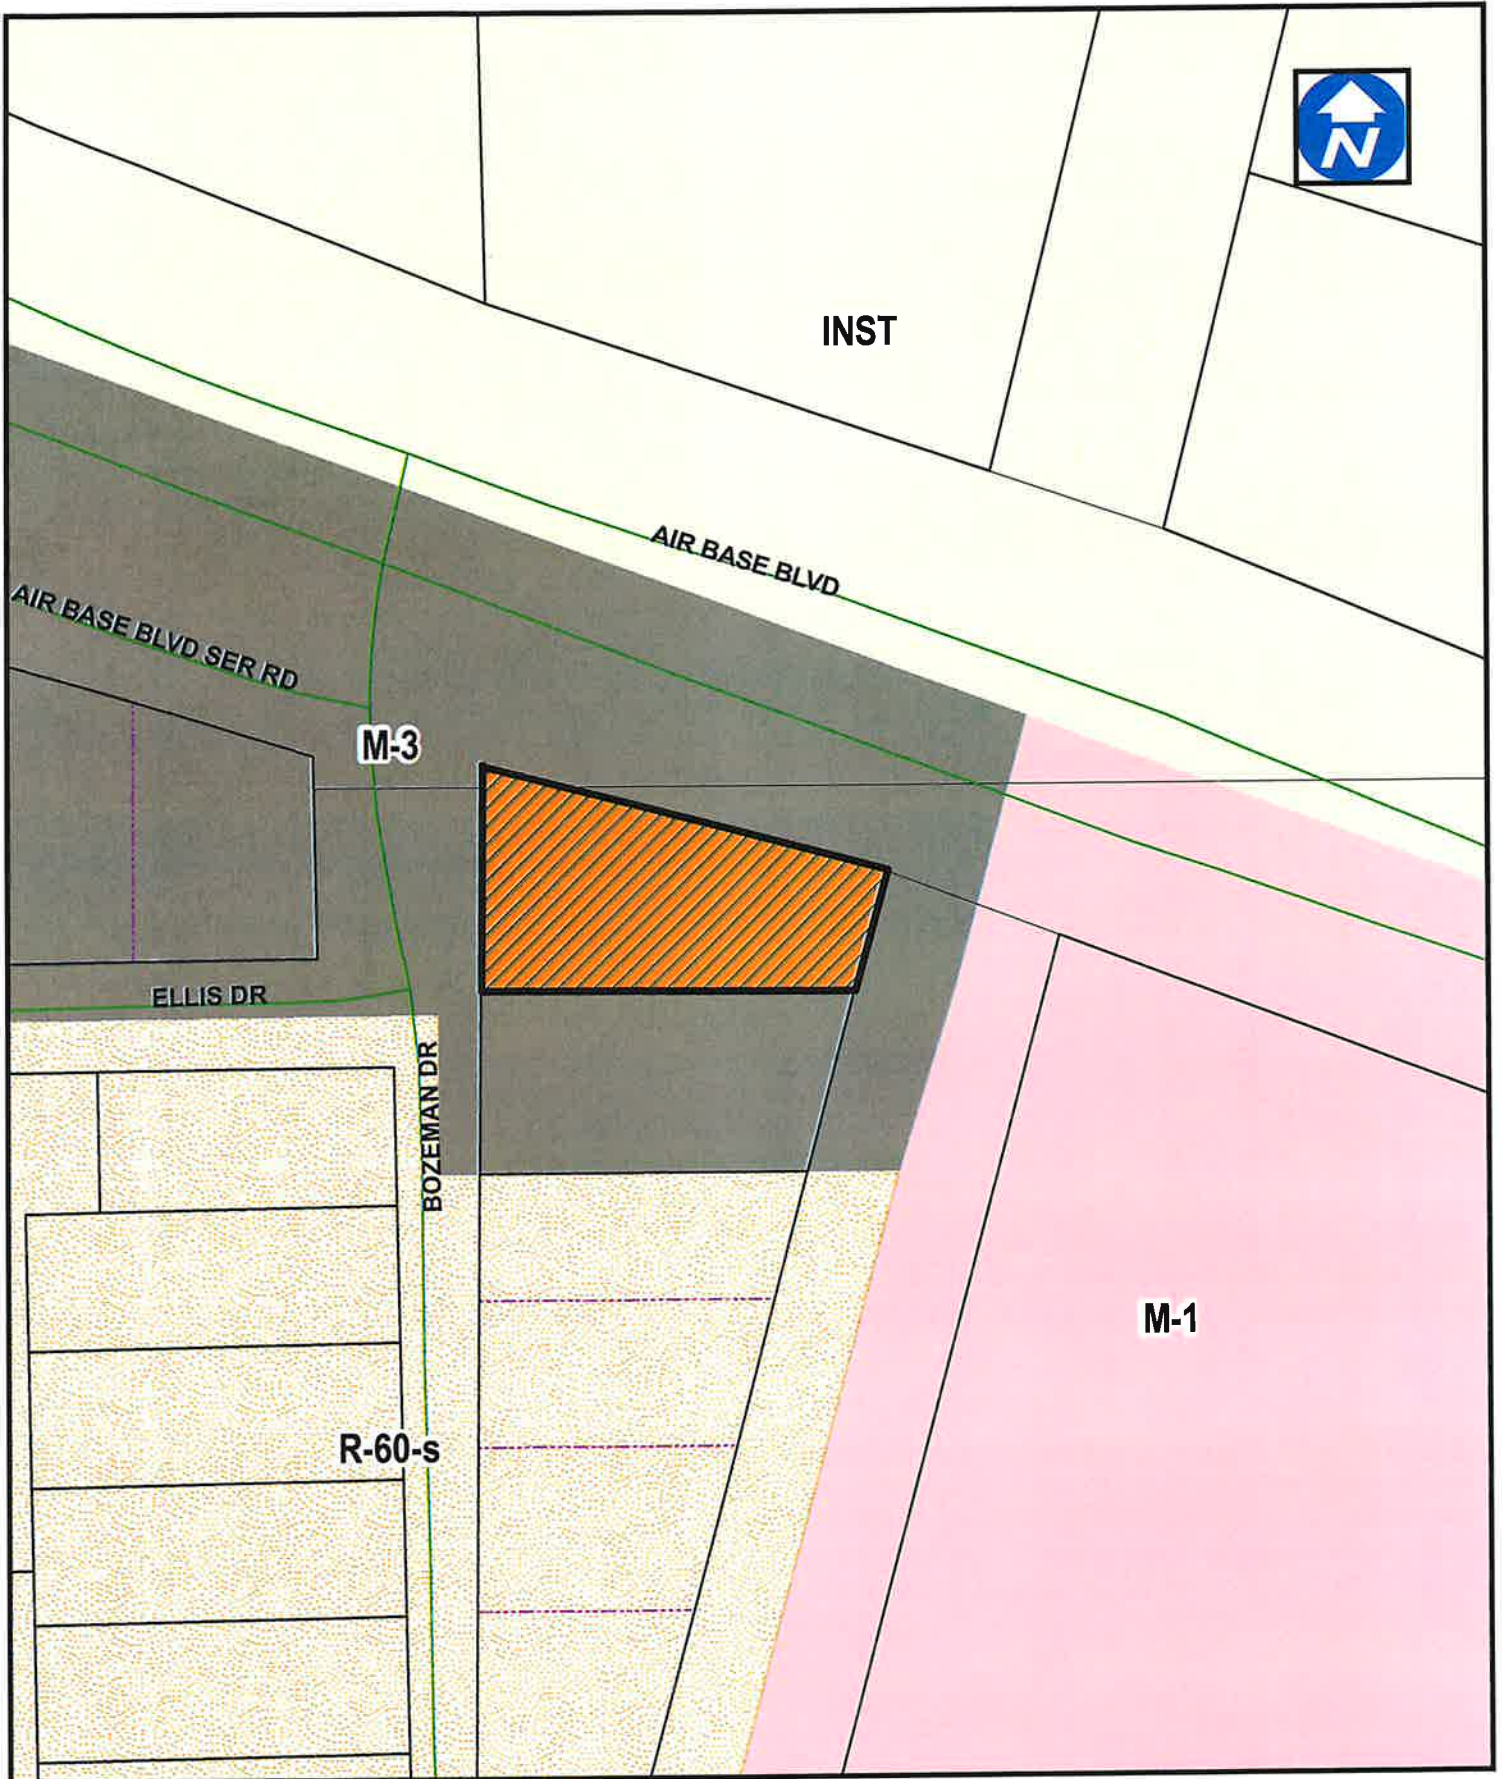 N
INST
AIR BASE BLVD
AIR BASE BLVD SER RD
M-3
ELLIS DR
BOZEMAN DR
M-1
R-60-s